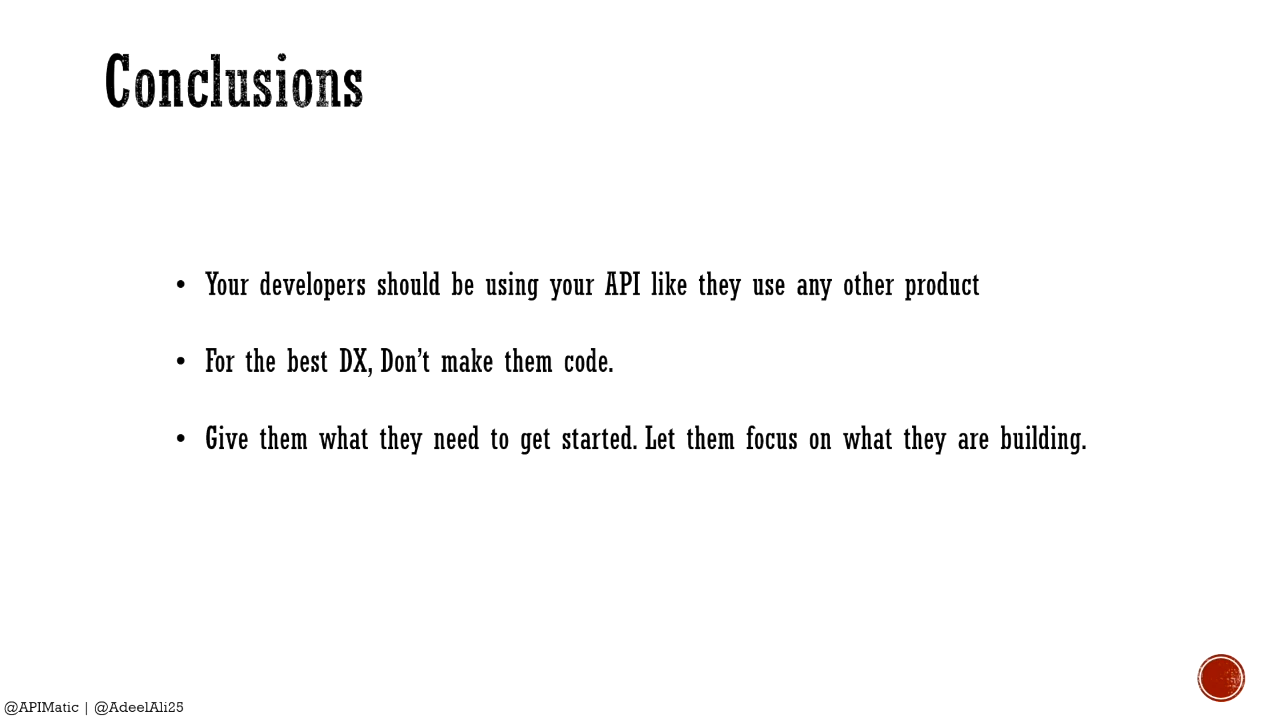 Conclusions
• Your developers should be using your API like they use any other product
• For the best DX, Don’t make them code.
• Give them what they need to get started. Let them focus on what they are building.
@APIMatic | @AdeelAli25